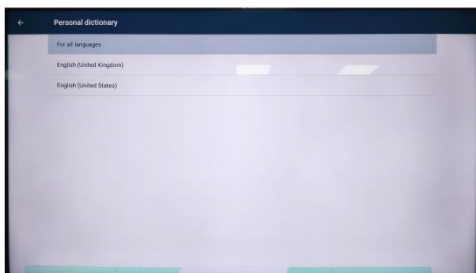 Personal dictionary
For all languages
English (United Kingdom)
English (United States)